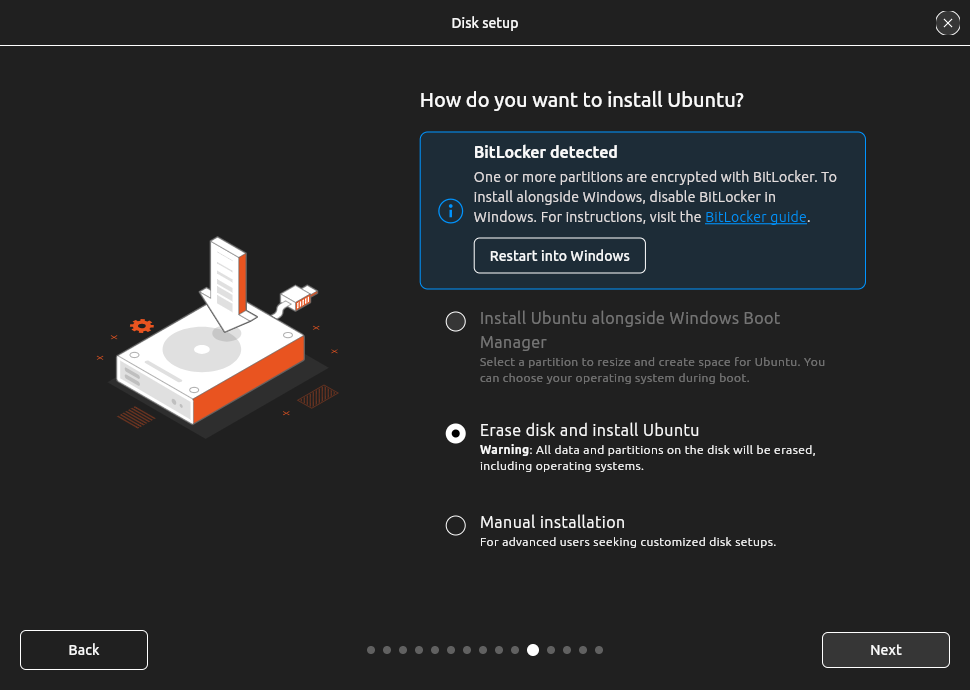 Disk setup
How do you want to install Ubuntu?
BitLocker detected
One or more partitions are encrypted with BitLocker. To
install alongside Windows, disable BitLocker in
Windows. For instructions, visit the BitLocker guide.
Restart into Windows
Install Ubuntu alongside Windows Boot
Manager
Select a partition to resize and create space for Ubuntu. You
can choose your operating system during boot.
Erase disk and install Ubuntu
Warning: All data and partitions on the disk will be erased,
including operating systems.
Manual installation
For advanced users seeking customized disk setups.
Back
Next